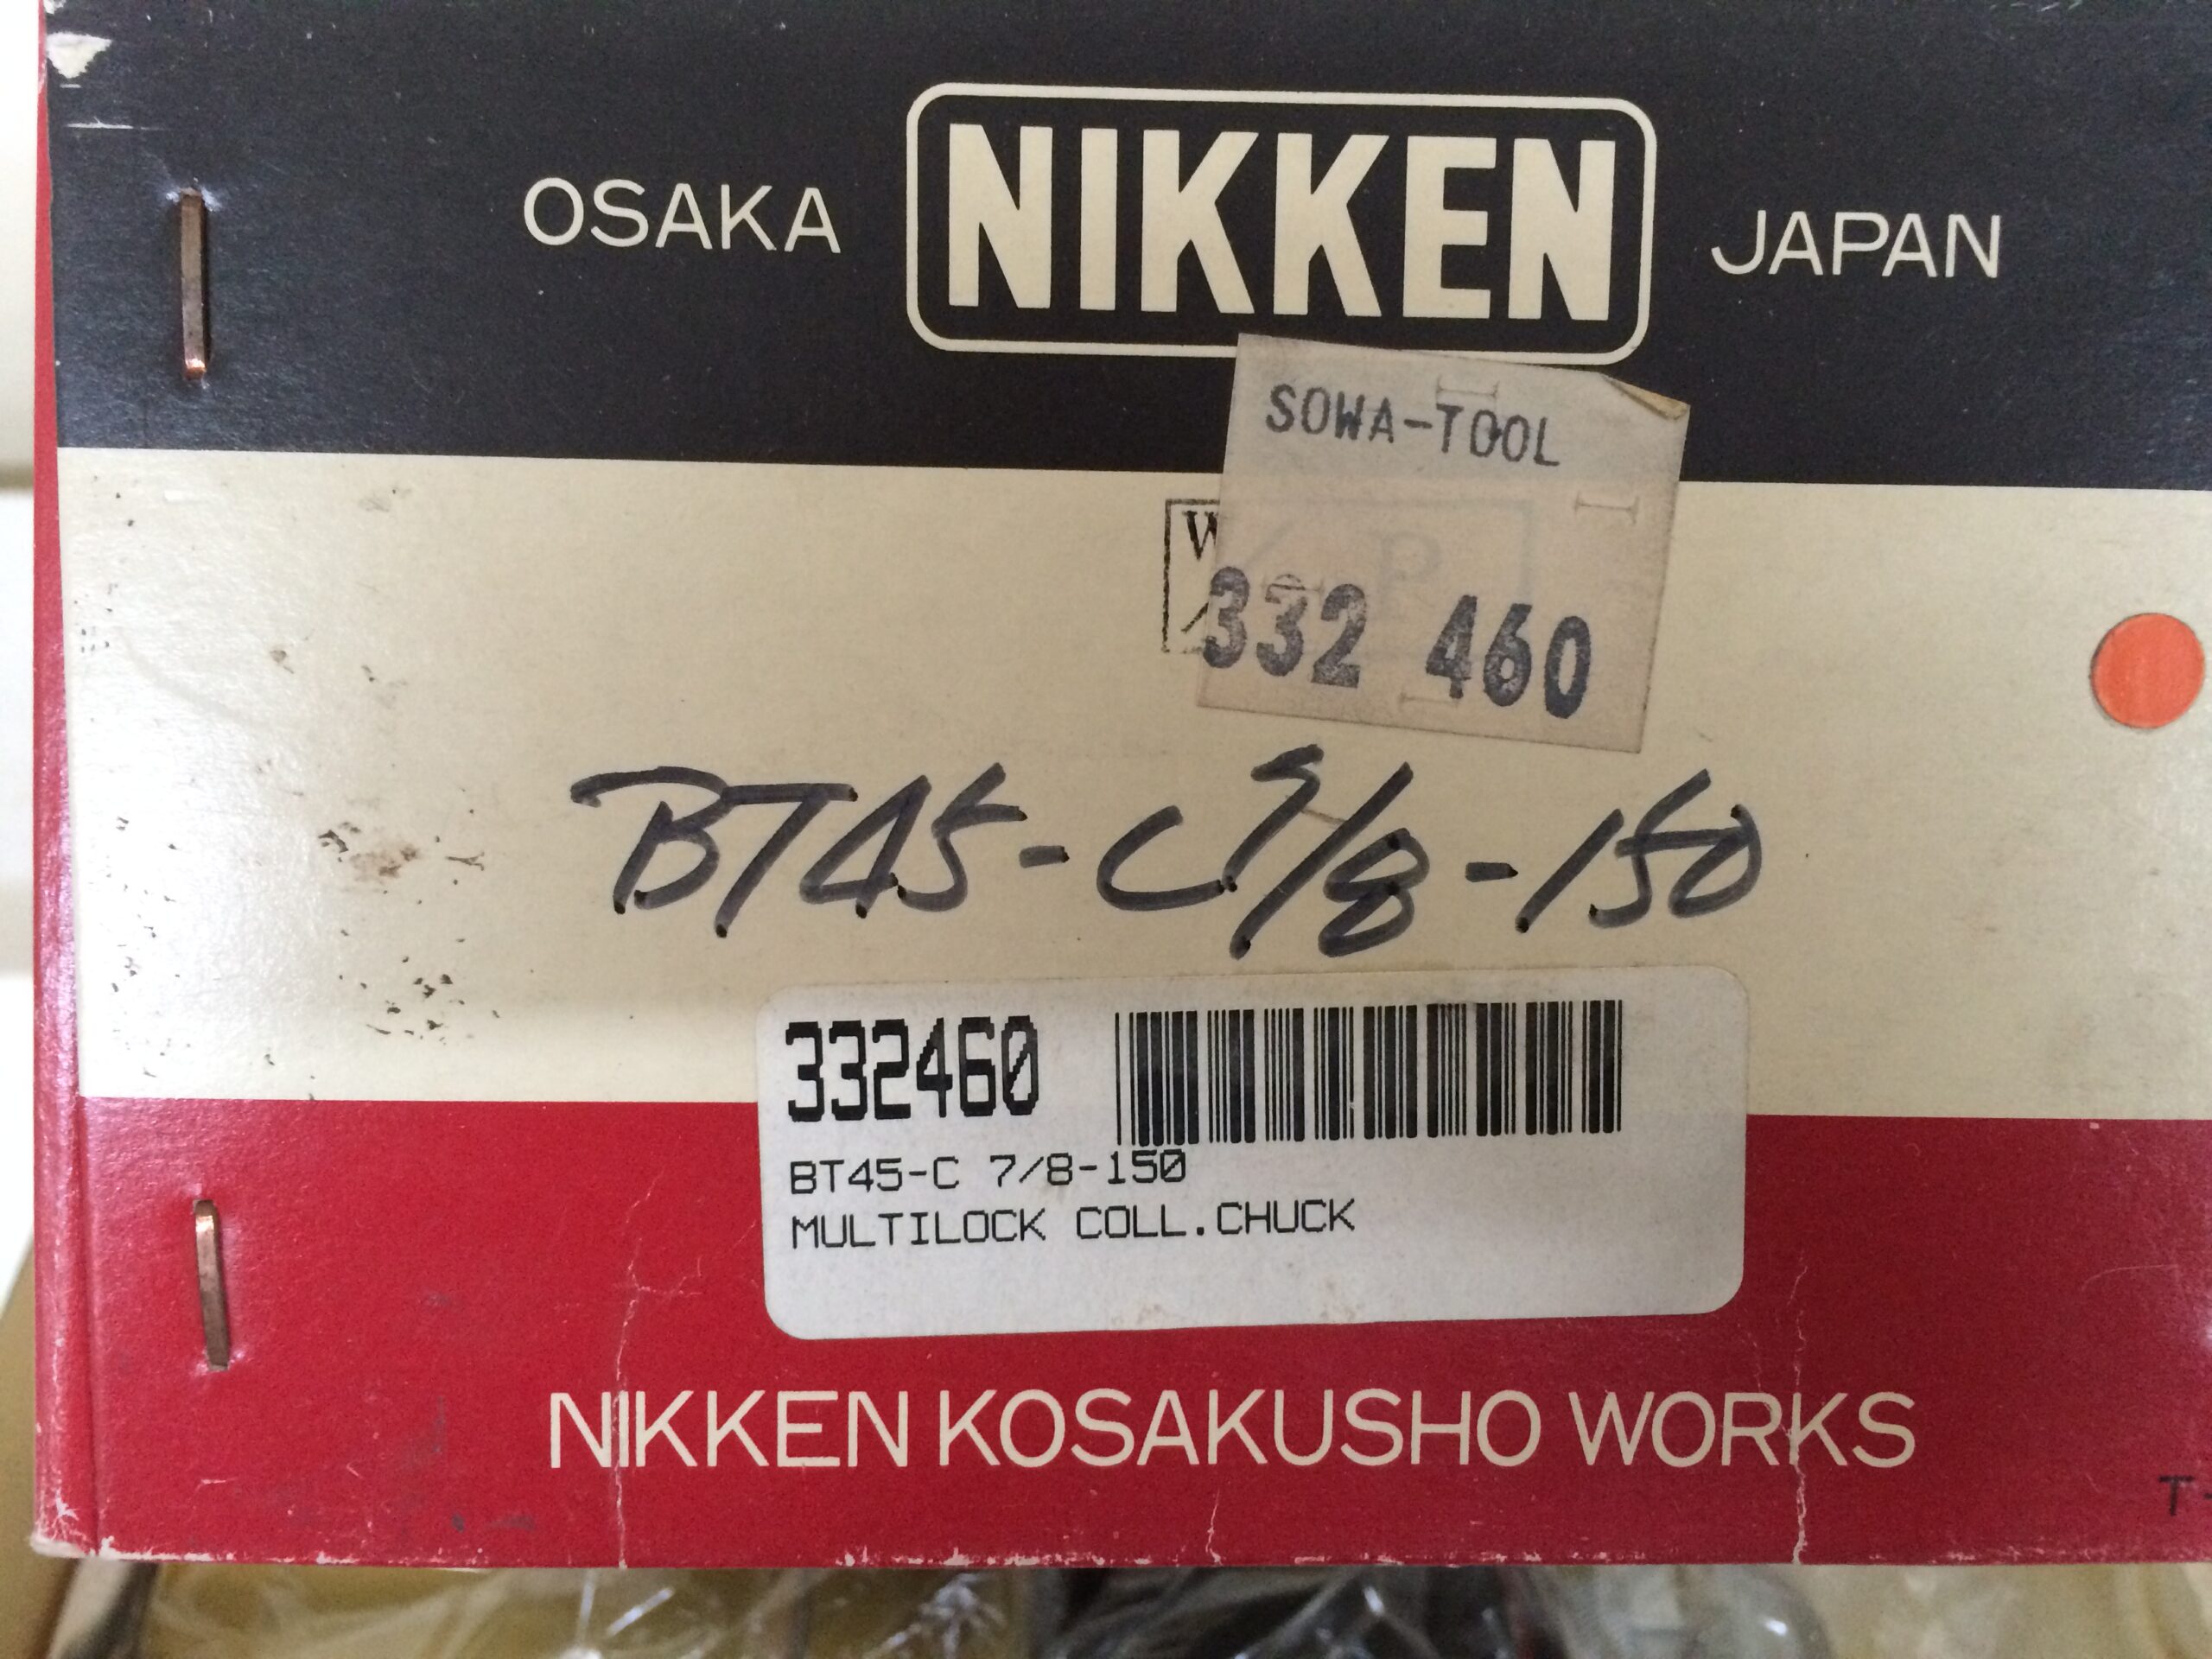 OSAKA NIKKEN JAPAN
SOWA-TOOL
W
P
332 460
BT45-C7/8-150
332460
BT45-C 7/8-150
MULTILOCK COLL.CHUCK
NIKKEN KOSAKUSHO WORKS
T-